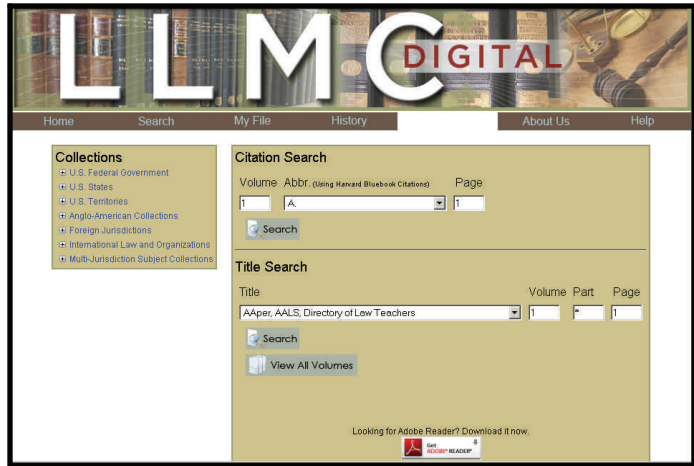 LLMC DIGITAL
Home Search My File History About Us Help
Collections
U.S. Federal Government
U.S. States
U.S. Territories
Anglo-American Collections
Foreign Jurisdictions
International Law and Organizations
Multi-Jurisdiction Subject Collections
Citation Search
Volume Abbr. (Using Harvard Bluebook Citations) Page
1 A. 1
Search
Title Search
Title Volume Part Page
AAper, AALS, Directory of Law Teachers 1 * 1
Search
View All Volumes
Looking for Adobe Reader? Download it now.
Get
ADOBE® READER®